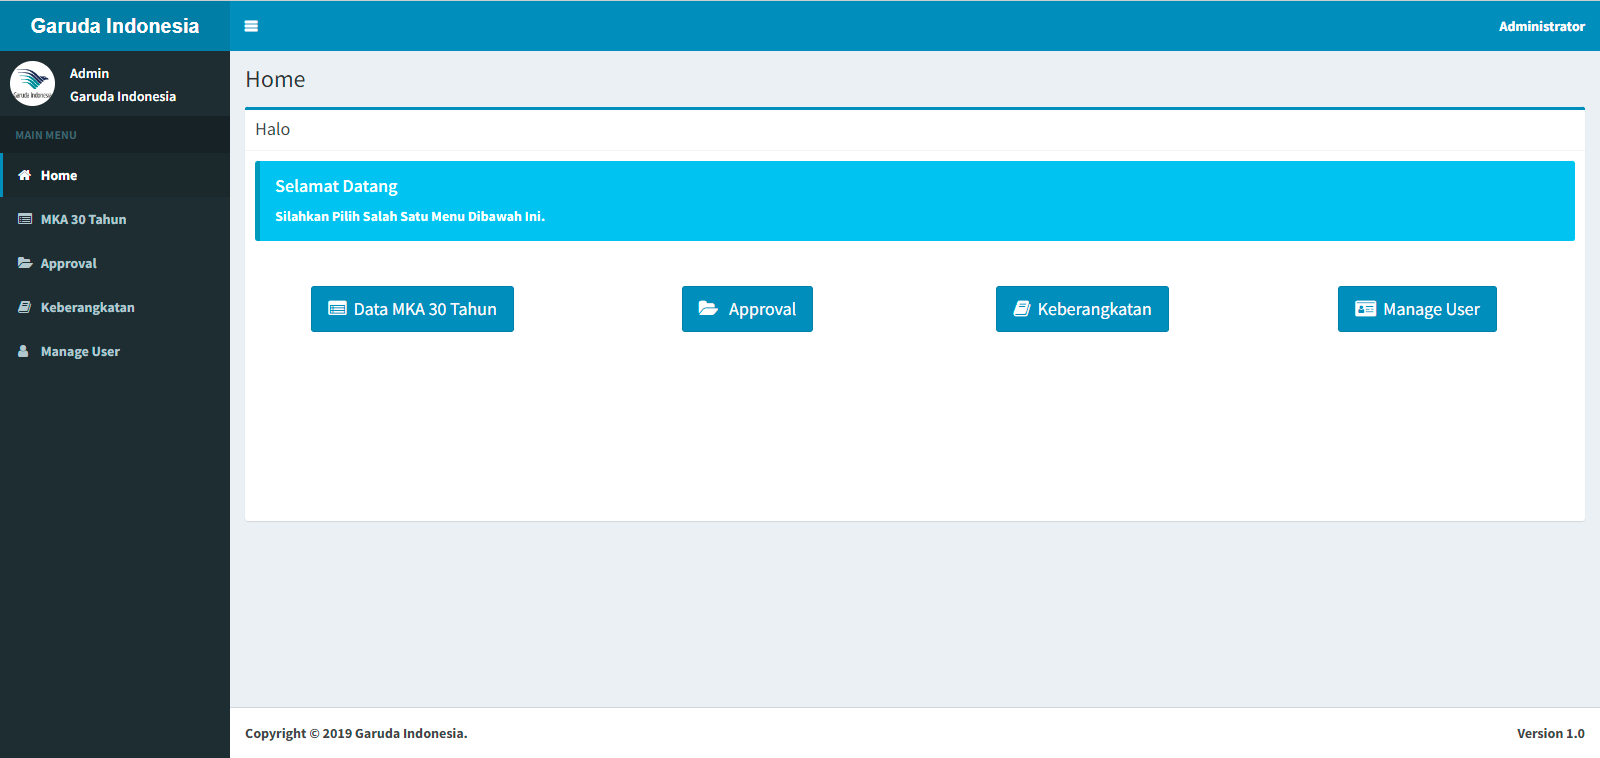 Garuda Indonesia
Administrator
Garuda Indonesia
Admin
Garuda Indonesia
MAIN MENU
Home
MKA 30 Tahun
Approval
Keberangkatan
Manage User
Home
Halo
Selamat Datang
Silahkan Pilih Salah Satu Menu Dibawah Ini.
Data MKA 30 Tahun
Approval
Keberangkatan
Manage User
Copyright © 2019 Garuda Indonesia.
Version 1.0